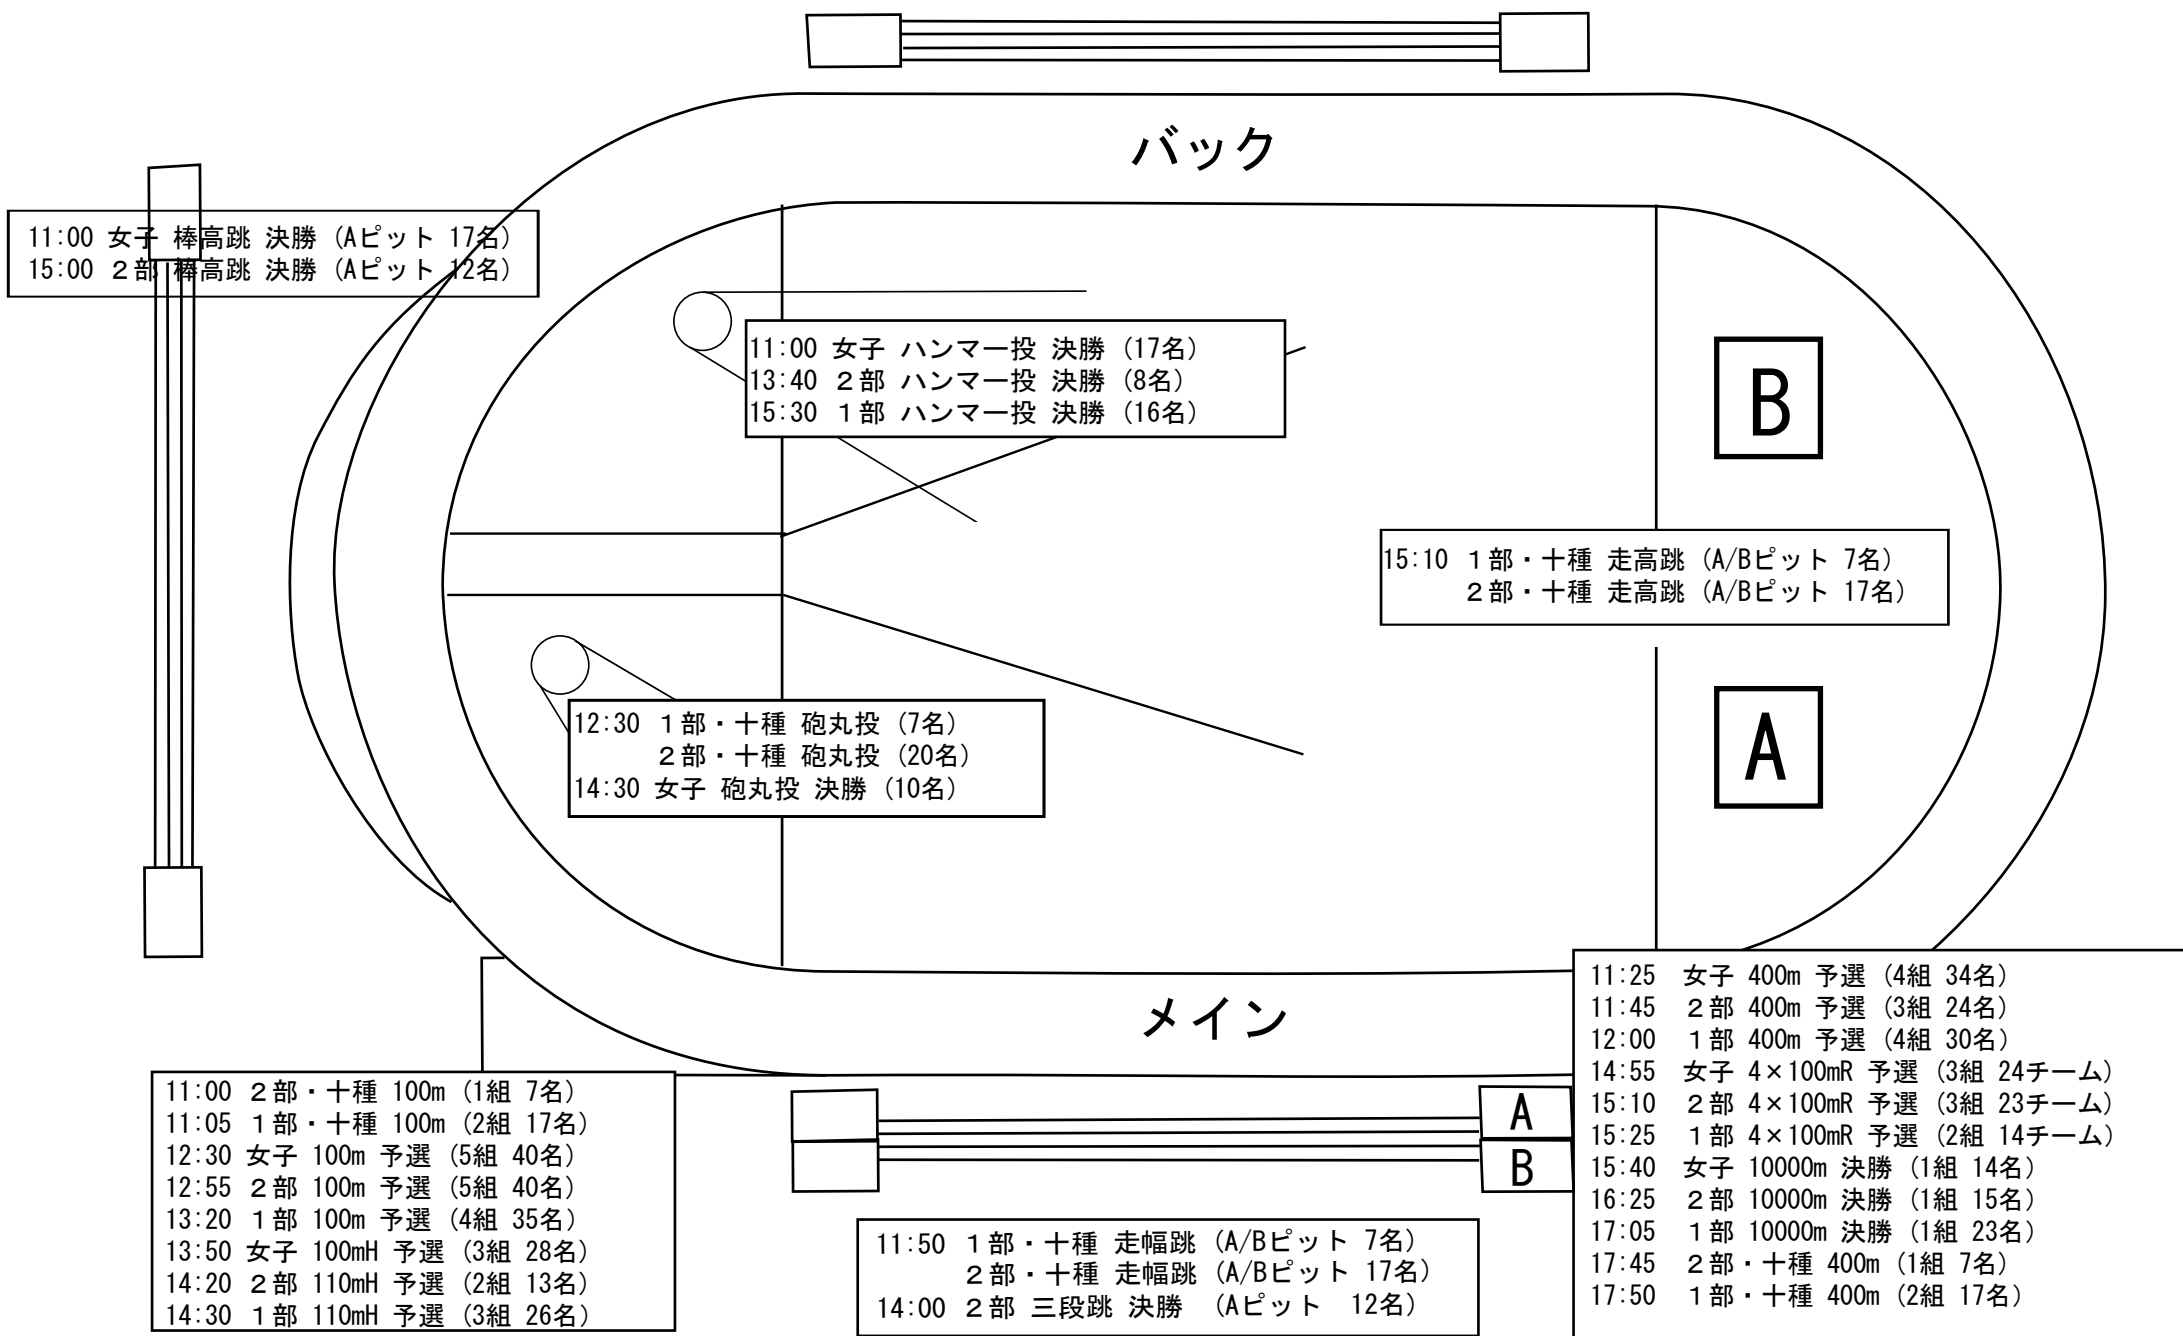 バック
11:00 女子 棒高跳 決勝 (Aピット 17名)
15:00 ２部 棒高跳 決勝 (Aピット 12名)
11:00 女子 ハンマー投 決勝 (17名)
13:40 ２部 ハンマー投 決勝 (8名)
15:30 １部 ハンマー投 決勝 (16名)
B
15:10 １部・十種 走高跳 (A/Bピット 7名)
２部・十種 走高跳 (A/Bピット 17名)
A
12:30 １部・十種 砲丸投 (7名)
２部・十種 砲丸投 (20名)
14:30 女子 砲丸投 決勝 (10名)
メイン
11:00 ２部・十種 100m (1組 7名)
11:05 １部・十種 100m (2組 17名)
12:30 女子 100m 予選 (5組 40名)
12:55 ２部 100m 予選 (5組 40名)
13:20 １部 100m 予選 (4組 35名)
13:50 女子 100mH 予選 (3組 28名)
14:20 ２部 110mH 予選 (2組 13名)
14:30 １部 110mH 予選 (3組 26名)
A
B
11:50 １部・十種 走幅跳 (A/Bピット 7名)
２部・十種 走幅跳 (A/Bピット 17名)
14:00 ２部 三段跳 決勝 (Aピット 12名)
11:25 女子 400m 予選 (4組 34名)
11:45 ２部 400m 予選 (3組 24名)
12:00 １部 400m 予選 (4組 30名)
14:55 女子 4×100mR 予選 (3組 24チーム)
15:10 ２部 4×100mR 予選 (3組 23チーム)
15:25 １部 4×100mR 予選 (2組 14チーム)
15:40 女子 10000m 決勝 (1組 14名)
16:25 ２部 10000m 決勝 (1組 15名)
17:05 １部 10000m 決勝 (1組 23名)
17:45 ２部・十種 400m (1組 7名)
17:50 １部・十種 400m (2組 17名)